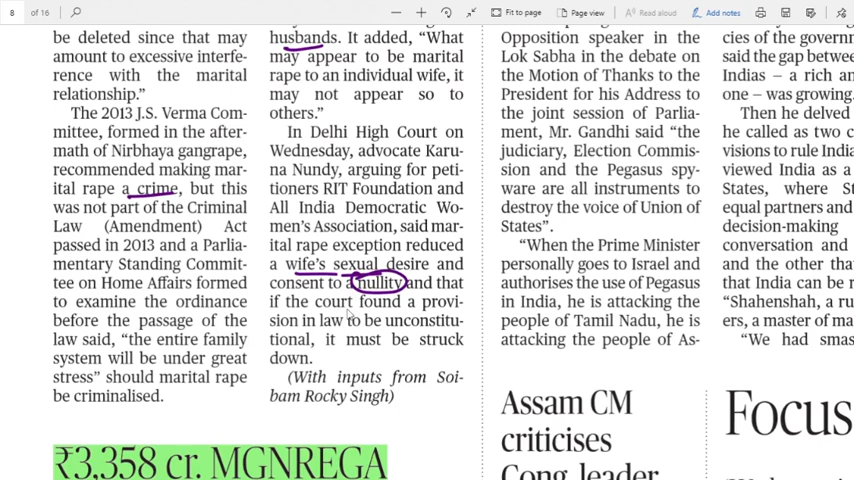 8 of 16
Fit to page
Page view
Read aloud
Add notes
be deleted since that may
amount to excessive interfe-
rence with the marital
relationship.”
The 2013 J.S. Verma Com-
mittee, formed in the after-
math of Nirbhaya gangrape,
recommended making mar-
ital rape a crime, but this
was not part of the Criminal
Law (Amendment) Act
passed in 2013 and a Parlia-
mentary Standing Commit-
tee on Home Affairs formed
to examine the ordinance
before the passage of the
law said, “the entire family
system will be under great
stress” should marital rape
be criminalised.
₹3,358 cr. MGNREGA
husbands. It added, “What
may appear to be marital
rape to an individual wife, it
may not appear so to
others.”
In Delhi High Court on
Wednesday, advocate Karu-
na Nundy, arguing for peti-
tioners RIT Foundation and
All India Democratic Wo-
men’s Association, said mar-
ital rape exception reduced
a wife’s sexual desire and
consent to a nullity and that
if the court found a provi-
sion in law to be unconstitu-
tional, it must be struck
down.
(With inputs from Soi-
bam Rocky Singh)
Opposition speaker in the
Lok Sabha in the debate on
the Motion of Thanks to the
President for his Address to
the joint session of Parlia-
ment, Mr. Gandhi said “the
judiciary, Election Commis-
sion and the Pegasus spy-
ware are all instruments to
destroy the voice of Union of
States”.
“When the Prime Minister
personally goes to Israel and
authorises the use of Pegasus
in India, he is attacking the
people of Tamil Nadu, he is
attacking the people of As-
Assam CM
criticises
Cong. leader
cies of the governm
said the gap between
Indias – a rich an
one – was growing.
Then he delved
he called as two c
visions to rule India
viewed India as a
States, where St
equal partners and
decision-making
conversation and
and the other tha
that India can be r
“Shahenshah, a ru
ers, a master of ma
“We had smas
Focus